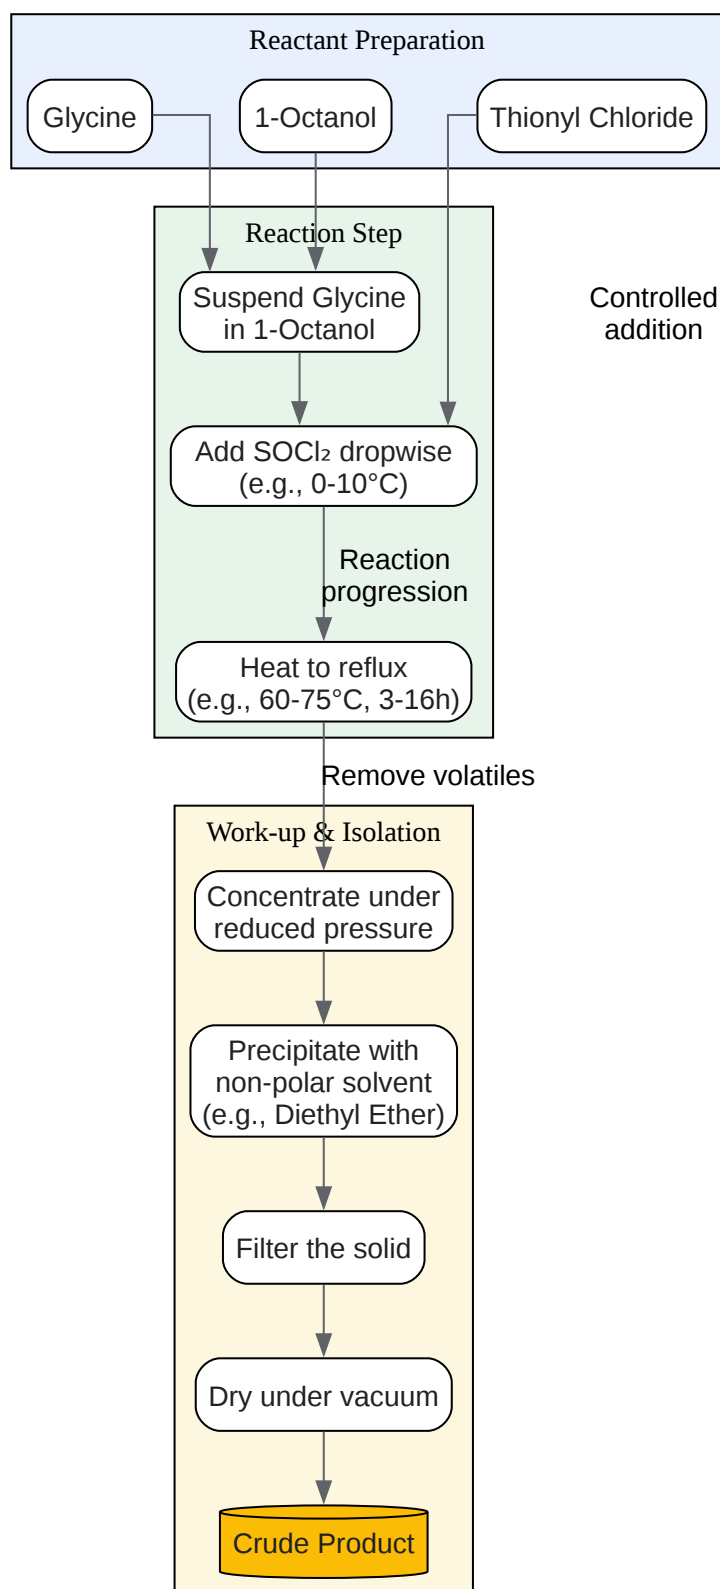 Reactant Preparation
Glycine
1-Octanol
Thionyl Chloride
Reaction Step
Suspend Glycine
in 1-Octanol
Controlled
addition
Add SOCl₂ dropwise
(e.g., 0-10°C)
Reaction
progression
Heat to reflux
(e.g., 60-75°C, 3-16h)
Remove volatiles
Work-up & Isolation
Concentrate under
reduced pressure
Precipitate with
non-polar solvent
(e.g., Diethyl Ether)
Filter the solid
Dry under vacuum
Crude Product